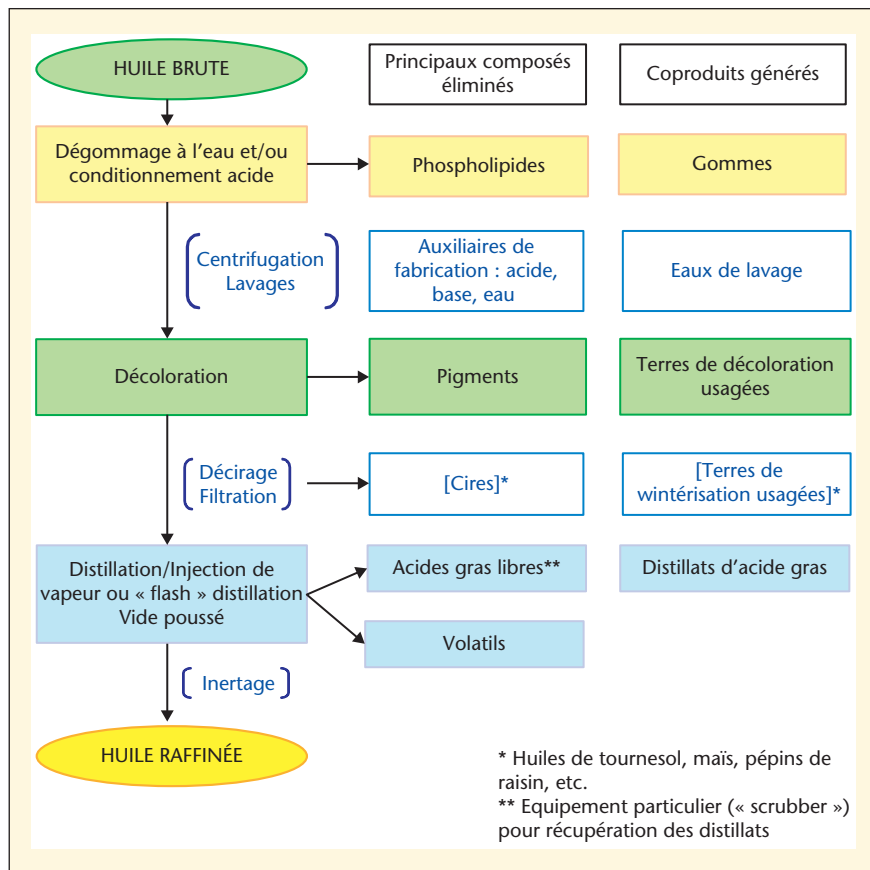 HUILE BRUTE
Principaux composés
éliminés
Coproduits générés
Dégommage à l'eau et/ou
conditionnement acide
Phospholipides
Gommes
Centrifugation
Lavages
Auxiliaires de
fabrication : acide,
base, eau
Eaux de lavage
Décoloration
Pigments
Terres de décoloration
usagées
Décirage
Filtration
[Cires]*
[Terres de
wintérisation usagées]*
Distillation/Injection de
vapeur ou « flash » distillation
Vide poussé
Acides gras libres**
Distillats d'acide gras
Volatils
Inertage
HUILE RAFFINÉE
* Huiles de tournesol, maïs, pépins de
raisin, etc.
** Equipement particulier (« scrubber »)
pour récupération des distillats